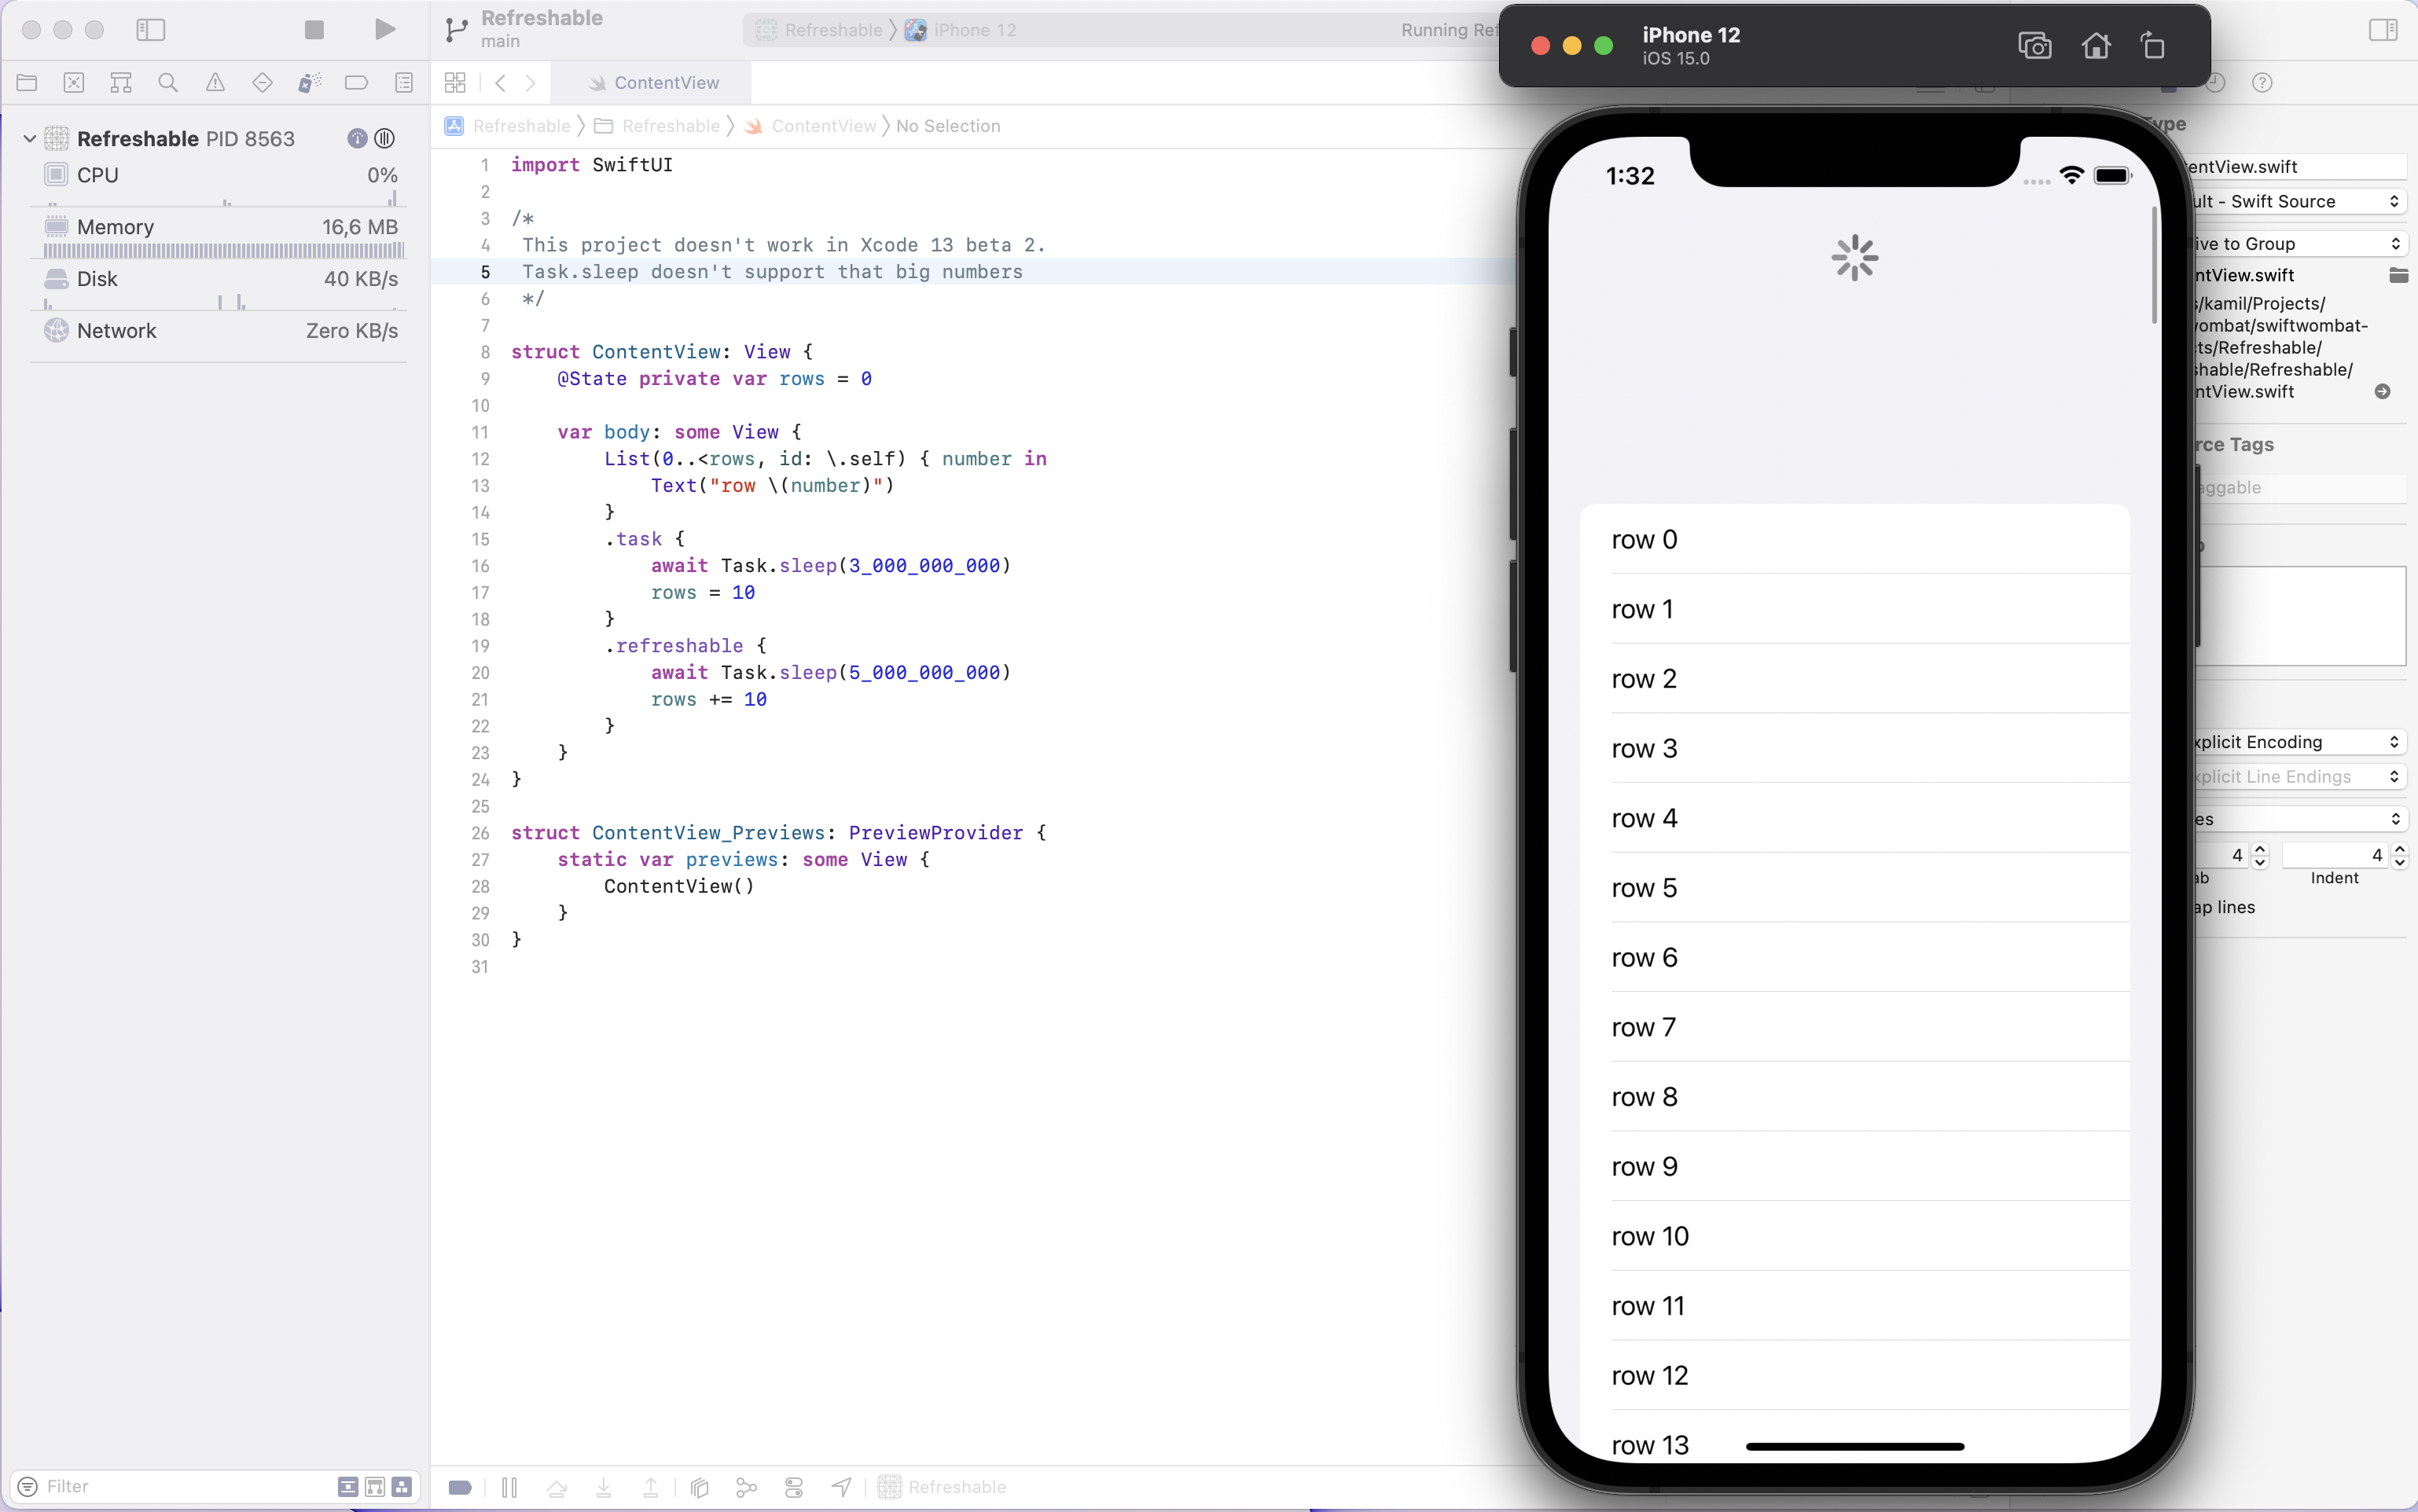 Refreshable
main
Refreshable
iPhone 12
Running Ref
iPhone 12
iOS 15.0
ContentView
Refreshable PID 8563
CPU 0%
Memory 16,6 MB
Disk 40 KB/s
Network Zero KB/s
Filter
Refreshable Refreshable ContentView No Selection
1 import SwiftUI
2
3 /*
4 This project doesn't work in Xcode 13 beta 2.
5 Task.sleep doesn't support that big numbers
6 */
7
8 struct ContentView: View {
9 @State private var rows = 0
10
11 var body: some View {
12 List(0..<rows, id: \.self) { number in
13 Text("row \(number)")
14 }
15 .task {
16 await Task.sleep(3_000_000_000)
17 rows = 10
18 }
19 .refreshable {
20 await Task.sleep(5_000_000_000)
21 rows += 10
22 }
23 }
24 }
25
26 struct ContentView_Previews: PreviewProvider {
27 static var previews: some View {
28 ContentView()
29 }
30 }
31
Refreshable
1:32
row 0
row 1
row 2
row 3
row 4
row 5
row 6
row 7
row 8
row 9
row 10
row 11
row 12
row 13
Type
entView.swift
ult - Swift Source
ive to Group
ntView.swift
s/kamil/Projects/
ombat/swiftwombat-
cts/Refreshable/
shable/Refreshable/
ntView.swift
rce Tags
aggable
xplicit Encoding
xplicit Line Endings
es
4 4
ab Indent
ap lines